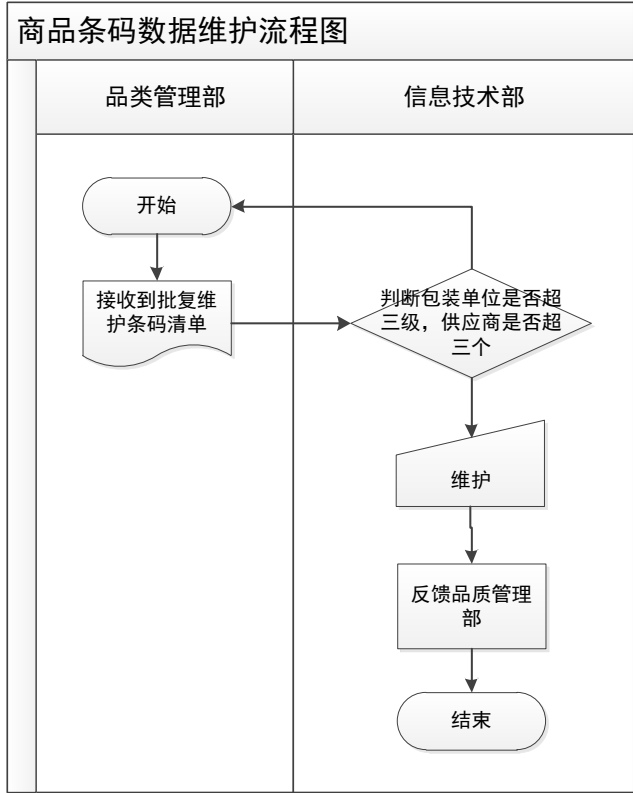 商品条码数据维护流程图
品类管理部
信息技术部
开始
接收到批复维
护条码清单
判断包装单位是否超
三级，供应商是否超
三个
维护
反馈品质管理
部
结束